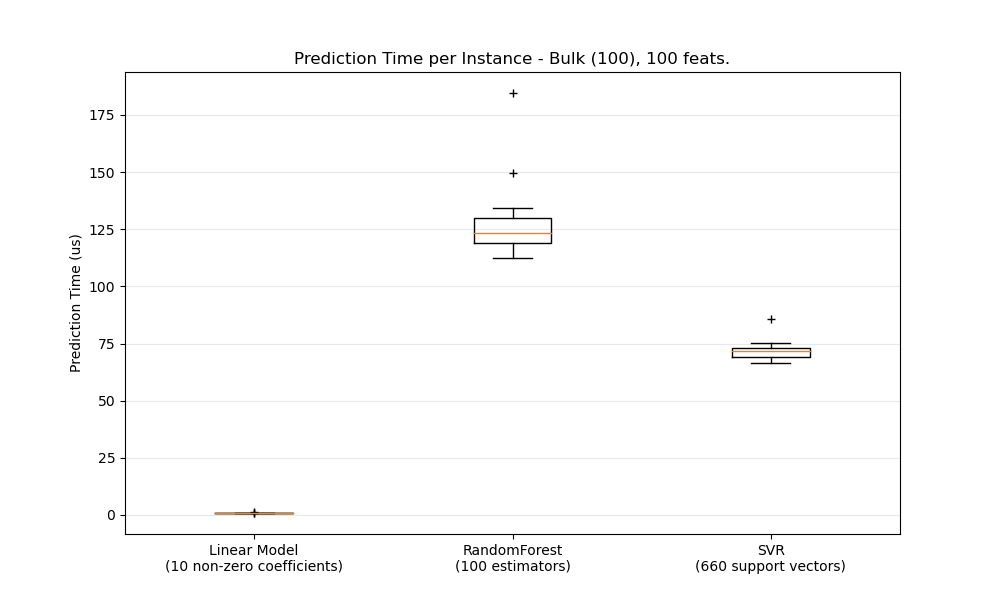 Prediction Time per Instance - Bulk (100), 100 feats.
175
150
125
100
75
50
25
0
Prediction Time (us)
Linear Model
(10 non-zero coefficients)
RandomForest
(100 estimators)
SVR
(660 support vectors)